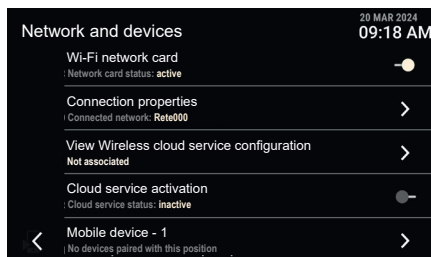 Network and devices
20 MAR 2024
09:18 AM
Wi-Fi network card
: Network card status: active
Connection properties
Connected network: Rete000
View Wireless cloud service configuration
Not associated
Cloud service activation
: Cloud service status: inactive
Mobile device - 1
No devices paired with this position